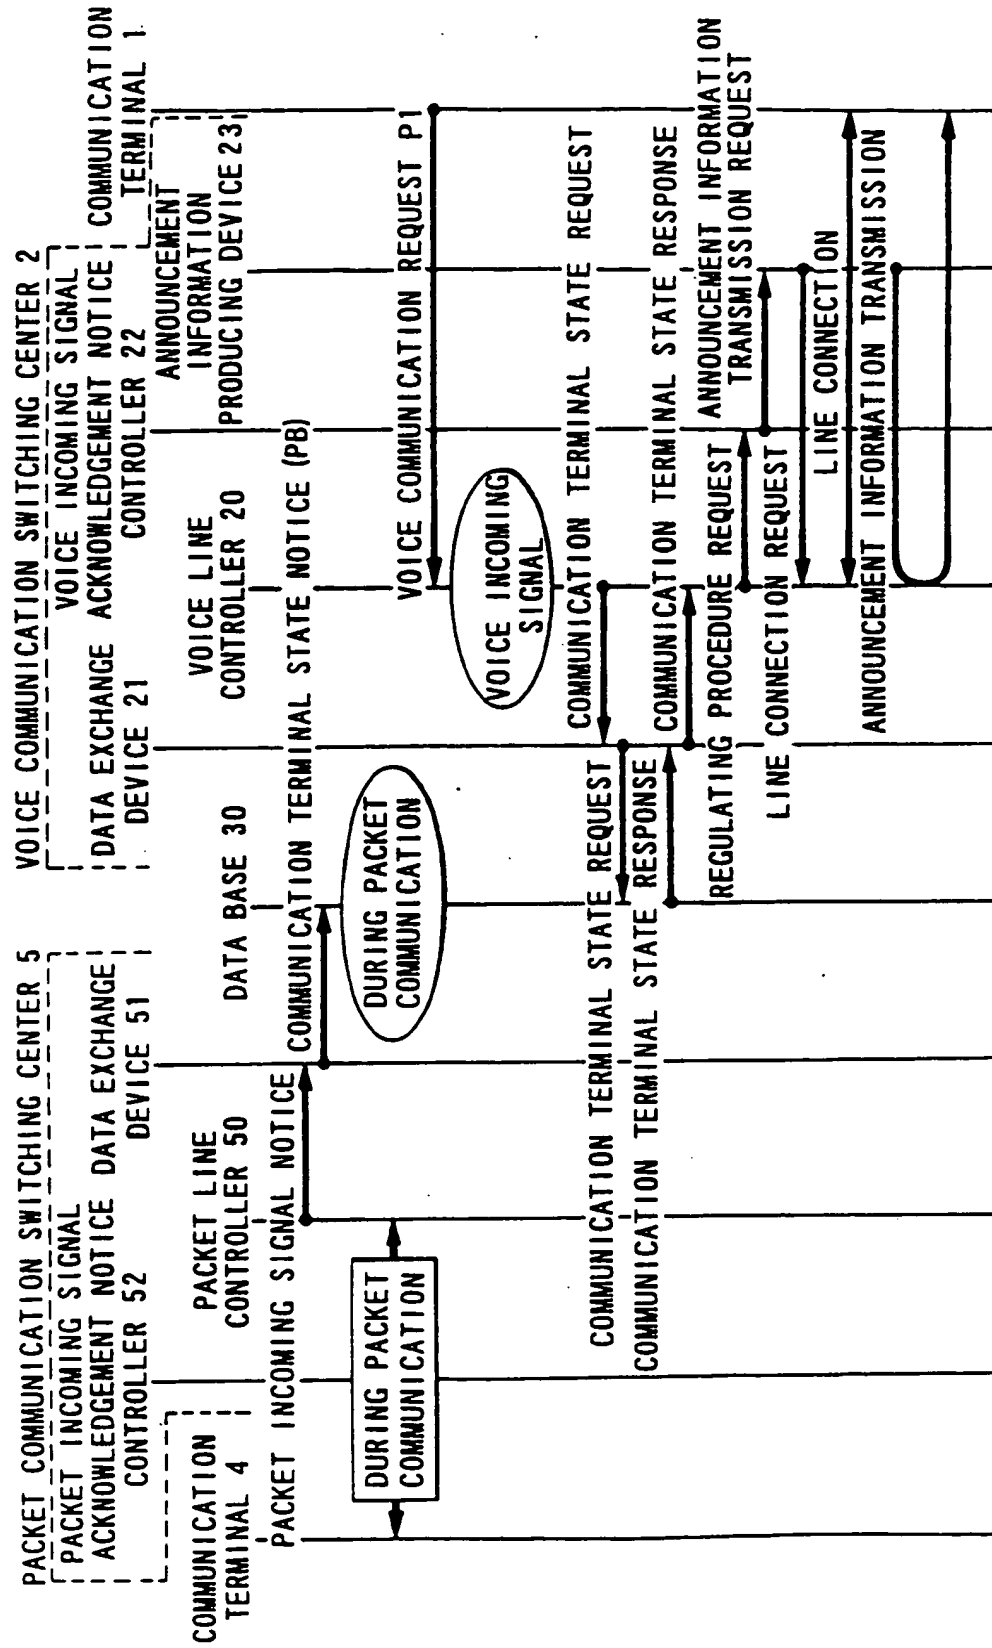 PACKET COMMUNICATION SWITCHING CENTER 5
PACKET INCOMING SIGNAL
ACKNOWLEDGEMENT NOTICE
CONTROLLER 52
DATA EXCHANGE
DEVICE 51
COMMUNICATION
TERMINAL 4
PACKET LINE
CONTROLLER 50
DATA BASE 30
VOICE COMMUNICATION SWITCHING CENTER 2
DATA EXCHANGE
DEVICE 21
VOICE INCOMING SIGNAL
ACKNOWLEDGEMENT NOTICE
CONTROLLER 22
VOICE LINE
CONTROLLER 20
ANNOUNCEMENT
INFORMATION
PRODUCING DEVICE 23
COMMUNICATION
TERMINAL 1
PACKET INCOMING SIGNAL NOTICE
COMMUNICATION TERMINAL STATE NOTICE (PB)
DURING PACKET
COMMUNICATION
DURING PACKET
COMMUNICATION
VOICE COMMUNICATION REQUEST P1
VOICE INCOMING
SIGNAL
COMMUNICATION TERMINAL STATE REQUEST
COMMUNICATION TERMINAL STATE REQUEST
COMMUNICATION TERMINAL STATE RESPONSE
COMMUNICATION TERMINAL STATE RESPONSE
REGULATING PROCEDURE REQUEST
ANNOUNCEMENT INFORMATION
TRANSMISSION REQUEST
LINE CONNECTION REQUEST
LINE CONNECTION
ANNOUNCEMENT INFORMATION TRANSMISSION